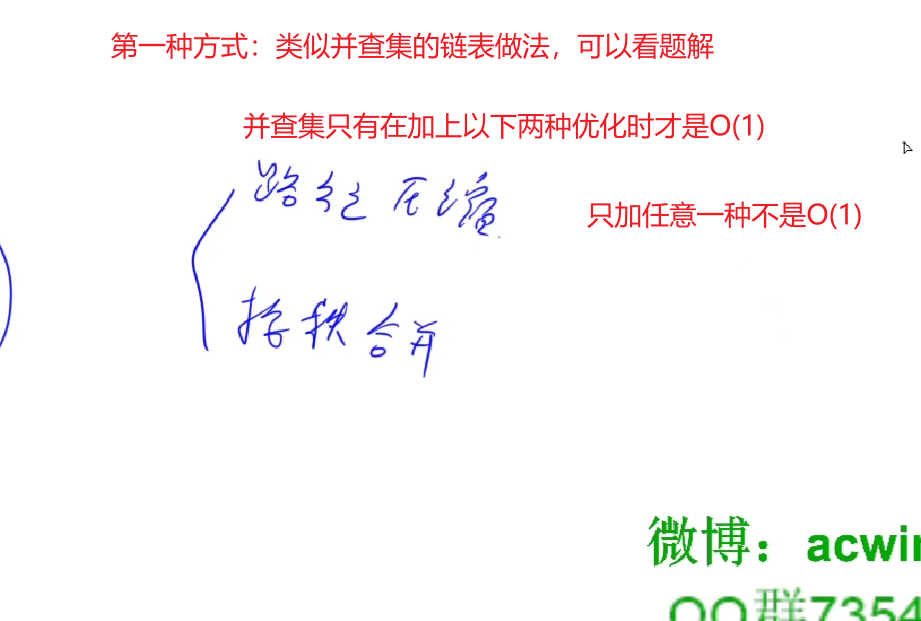 第一种方式：类似并查集的链表做法，可以看题解
并查集只有在加上以下两种优化时才是O(1)
路径压缩
只加任意一种不是O(1)
按秩合并
微博：acwin
QQ群7354